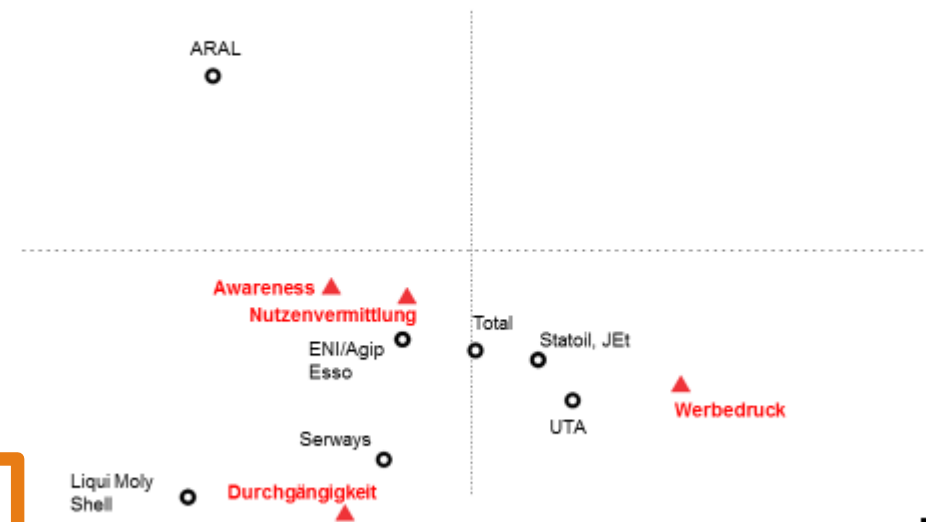 ARAL
Awareness
Nutzenvermittlung
Total
ENI/Agip
Esso
Statoil, JEt
Werbedruck
UTA
Serways
Liqui Moly
Shell
Durchgängigkeit